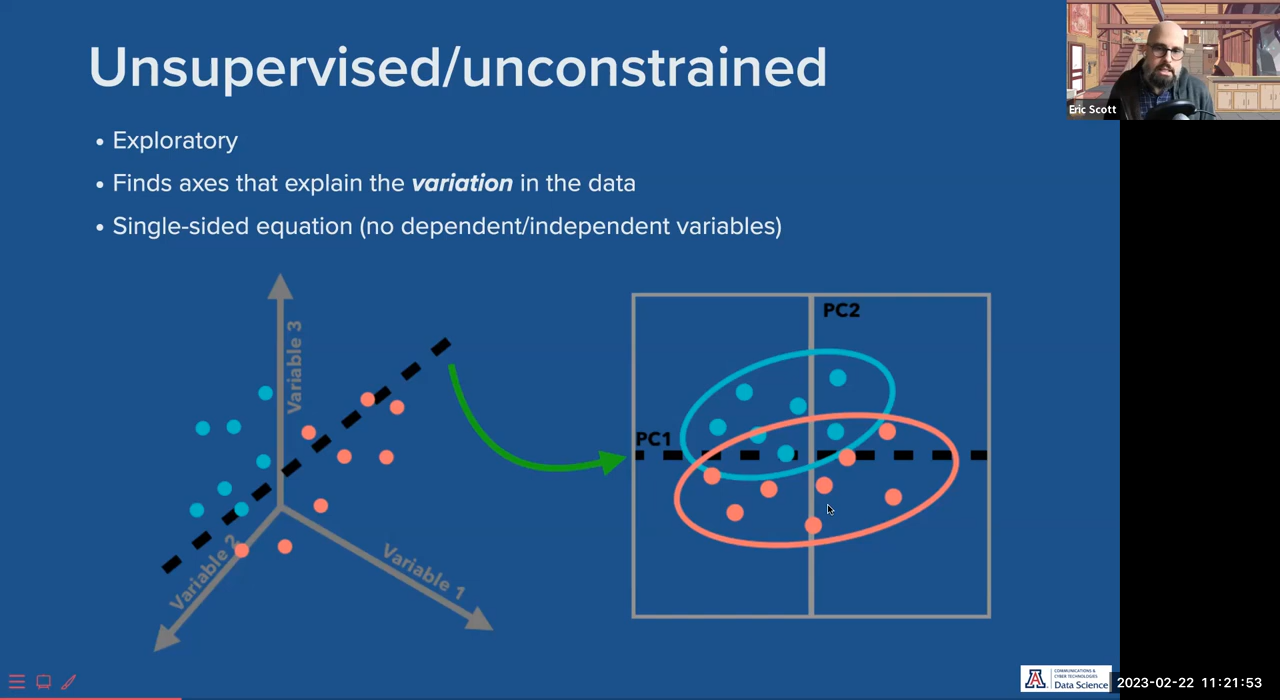 Unsupervised/unconstrained
Eric Scott
• Exploratory
• Finds axes that explain the variation in the data
• Single-sided equation (no dependent/independent variables)
Variable 3
Variable 2
Variable 1
PC2
PC1
A
COMMUNICATIONS &
CYBER TECHNOLOGIES
Data Science
2023-02-22 11:21:53